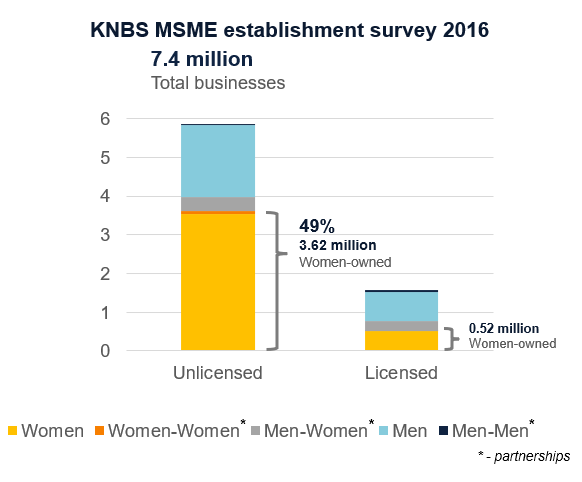 KNBS MSME establishment survey 2016
7.4 million
Total businesses
6
5
4
3
2
1
0
49%
3.62 million
Women-owned
0.52 million
Women-owned
Unlicensed
Licensed
Women Women-Women* Men-Women* Men Men-Men*
* - partnerships